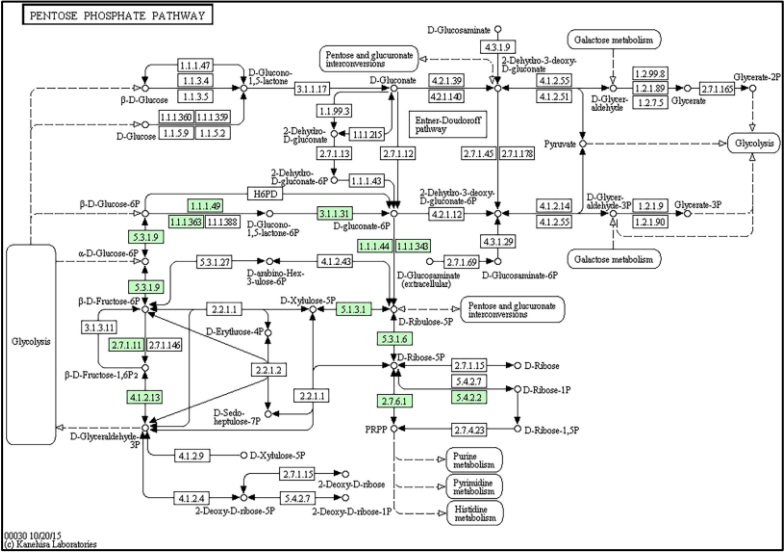 PENTOSE PHOSPHATE PATHWAY
D-Glucosaminate
4.3.1.9
Galactose metabolism
Pentose and glucuronate
interconversions
2-Dehydro-3-deoxy-
D-gluconate
1.1.1.47
1.1.3.4
1.1.3.5
β-D-Glucose
D-Glucono-
1,5-lactone
3.1.1.17
D-Gluconate
4.2.1.39
4.2.1.140
4.2.1.55
4.2.1.51
D-Glycer-
aldehyde
1.2.99.8
1.2.1.89
1.2.7.5
Glycerate
2.7.1.165
Glycerate-2P
1.1.1.360
1.1.1.359
D-Glucose
1.1.5.9
1.1.5.2
1.1.99.3
2-Dehydro-
D-gluconate
1.1.1.215
Entner-Doudoroff
pathway
Pyruvate
Glycolysis
2.7.1.13
2.7.1.12
2.7.1.45
2.7.1.178
2-Dehydro-
D-gluconate-6P
1.1.1.43
H6PD
β-D-Glucose-6P
1.1.1.49
1.1.1.363
1.1.1.388
D-Glucono-
1,5-lactone-6P
3.1.1.31
D-gluconate-6P
2-Dehydro-3-deoxy-
D-gluconate-6P
4.2.1.12
4.1.2.14
4.1.2.55
D-Glycer-
aldehyde-3P
1.2.1.9
1.2.1.90
Glycerate-3P
5.3.1.9
1.1.1.44
1.1.1.343
4.3.1.29
Galactose metabolism
α-D-Glucose-6P
5.3.1.27
D-arabino-Hex-
3-ulose-6P
4.1.2.43
D-Glucosamine
(extracellular)
2.7.1.69
D-Glucosaminate-6P
5.3.1.9
β-D-Fructose-6P
2.2.1.1
D-Xylulose-5P
5.1.3.1
D-Ribulose-5P
Pentose and glucuronate
interconversions
Glycolysis
3.1.3.11
D-Erythrose-4P
2.7.1.11
2.7.1.146
5.3.1.6
D-Ribose-5P
2.7.1.15
D-Ribose
β-D-Fructose-1,6P2
2.2.1.2
5.4.2.7
5.4.2.2
D-Ribose-1P
4.1.2.13
2.2.1.1
2.7.6.1
D-Sedo-
heptulose-7P
D-Glyceraldehyde-
3P
PRPP
2.7.4.23
D-Ribose-1,5P
4.1.2.9
D-Xylulose-5P
Purine
metabolism
2.7.1.15
2-Deoxy-D-ribose
Pyrimidine
metabolism
4.1.2.4
2-Deoxy-D-ribose-5P
5.4.2.7
2-Deoxy-D-ribose-1P
Histidine
metabolism
00030 10/20/15
(c) Kanehisa Laboratories